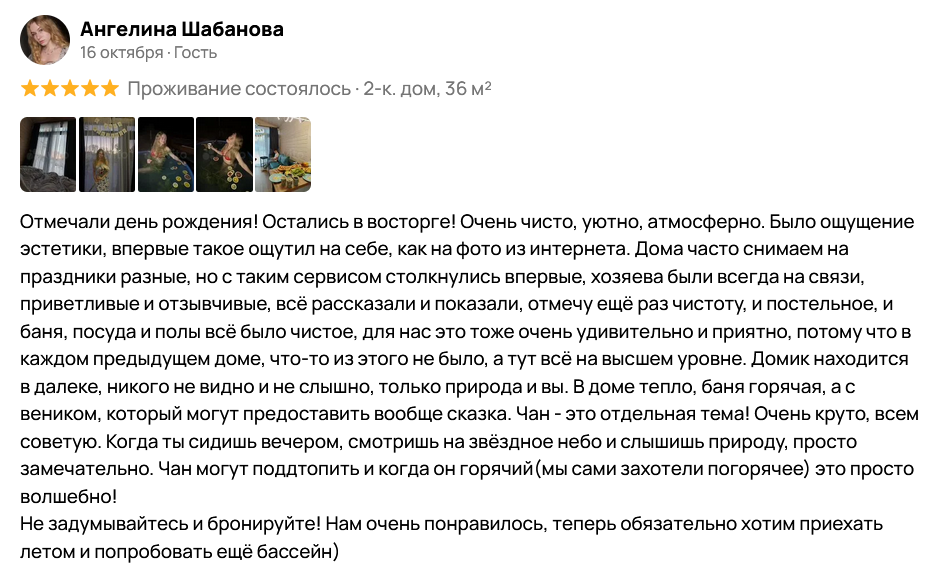 Ангелина Шабанова
16 октября · Гость
Проживание состоялось · 2-к. дом, 36 м²
Отмечали день рождения! Остались в восторге! Очень чисто, уютно, атмосферно. Было ощущение
эстетики, впервые такое ощутил на себе, как на фото из интернета. Дома часто снимаем на
праздники разные, но с таким сервисом столкнулись впервые, хозяева были всегда на связи,
приветливые и отзывчивые, всё рассказали и показали, отмечу ещё раз чистоту, и постельное, и
баня, посуда и полы всё было чистое, для нас это тоже очень удивительно и приятно, потому что в
каждом предыдущем доме, что-то из этого не было, а тут всё на высшем уровне. Домик находится
в далеке, никого не видно и не слышно, только природа и вы. В доме тепло, баня горячая, а с
веником, который могут предоставить вообще сказка. Чан - это отдельная тема! Очень круто, всем
советую. Когда ты сидишь вечером, смотришь на звёздное небо и слышишь природу, просто
замечательно. Чан могут поддтопить и когда он горячий(мы сами захотели погорячее) это просто
волшебно!
Не задумывайтесь и бронируйте! Нам очень понравилось, теперь обязательно хотим приехать
летом и попробовать ещё бассейн)